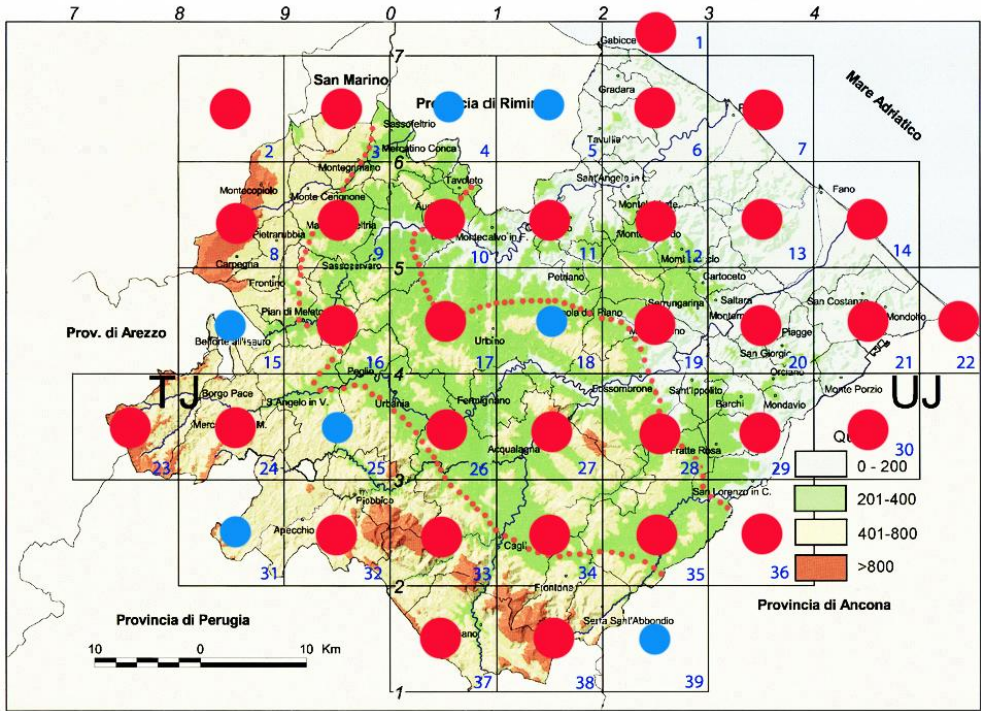 7 8 9 0 1 2 3 4
Gabicce
1
7
San Marino
Provincia di Rimini
Gradara
Mare Adriatico
Sassofeltrio
Tavullia
Mercatino Conca
2 3 4 5 6 7
6
Montegrimano
Tavoleto
Sant'Angelo in L.
Montecopiolo
Monte Cerignone
Fano
Pietrarubbia
Montecalvo in F.
8 9 10 11 12 13 14
Carpegna
Sassocorvaro
Petriano
Cartoceto
5
Frontino
Serrungarina
Saltara
San Costanzo
Mondolfo
Pian di Meleto
Prov. di Arezzo
Belforte all'Isauro
Urbino
Piagge
San Giorgio
15 16 17 18 19 20 21 22
Peglio
Orciano
4
TJ
UJ
Borgo Pace
S.Angelo in V.
Urbania
Fermignano
Fossombrone
Sant'Ippolito
Barchi
Mondavio
Monte Porzio
M.
Acqualagna
Fratte Rosa
Qu
30
23 24 25 26 27 28 29
0 - 200
3
Piobbico
San Lorenzo in C.
201-400
Apecchio
Cagli
401-800
31 32 33 34 35 36
>800
2
Frontone
Provincia di Ancona
Provincia di Perugia
Serra Sant'Abbondio
ano
10 0 10 Km
37 38 39
1